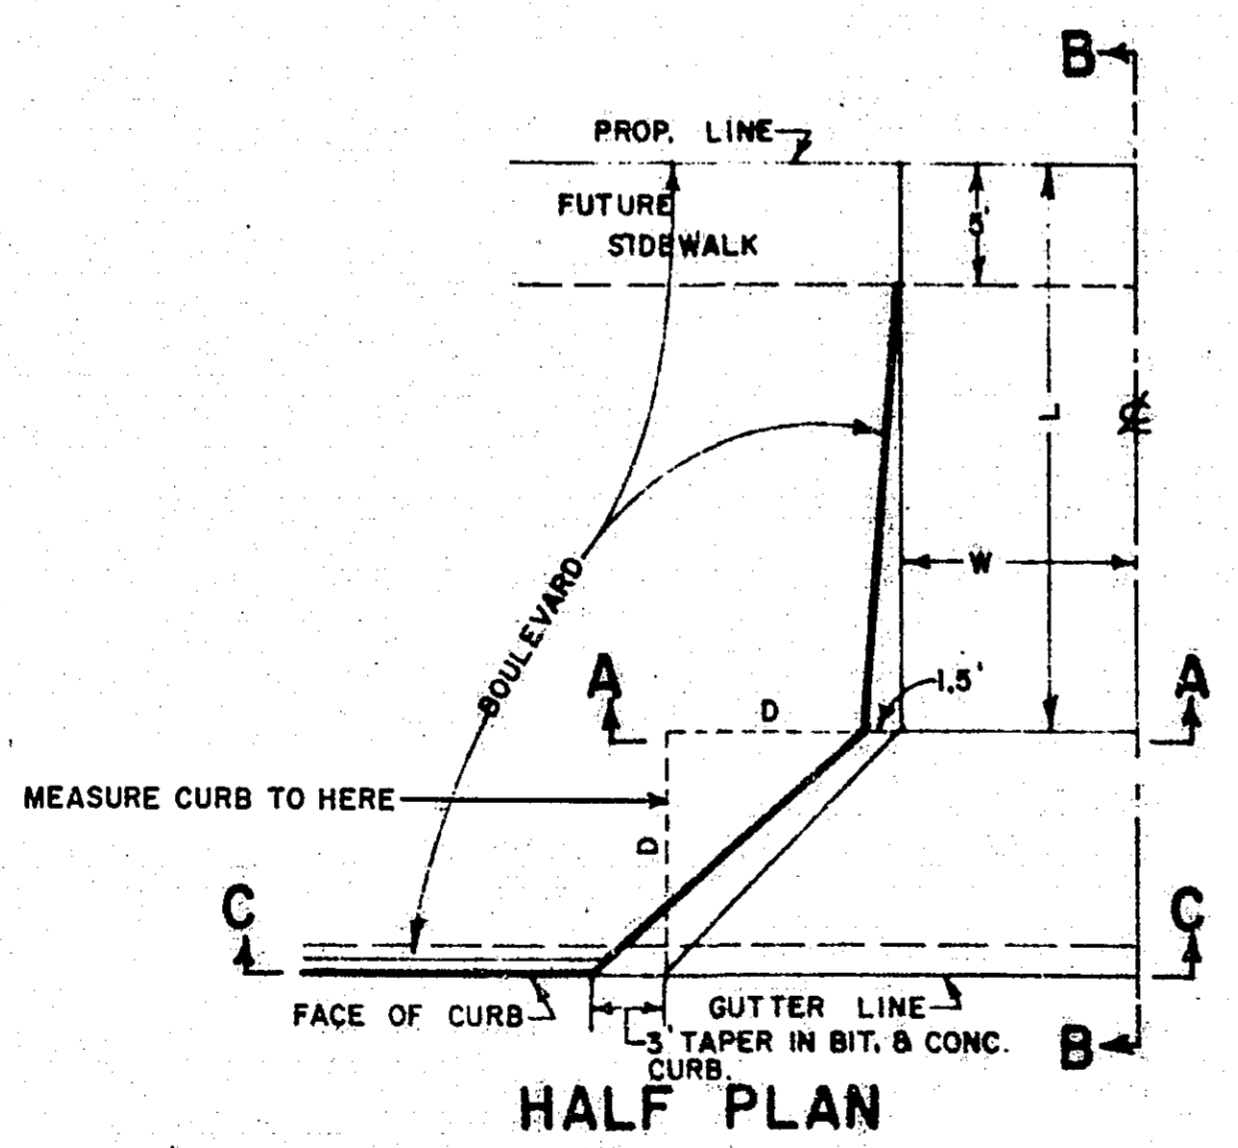 B
PROP. LINE
FUTURE
SIDEWALK
5'
L
℄
W
BOULEVARD
A
1.5'
A
D
MEASURE CURB TO HERE
D
C
C
FACE OF CURB
GUTTER LINE
3' TAPER IN BIT. & CONC.
CURB.
B
HALF PLAN